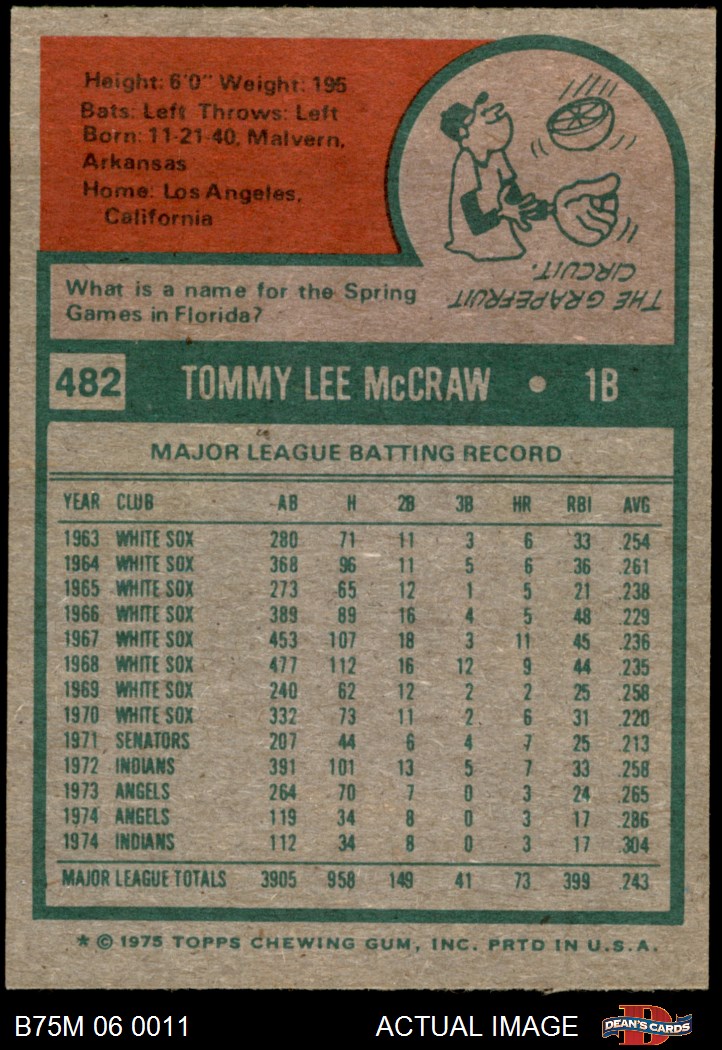 Height: 6'0" Weight: 195
Bats: Left Throws: Left
Born: 11-21-40, Malvern,
Arkansas
Home: Los Angeles,
California
What is a name for the Spring
Games in Florida?
THE GRAPEFRUIT
CIRCUIT.
482 TOMMY LEE McCRAW • 1B
MAJOR LEAGUE BATTING RECORD
YEAR CLUB AB H 2B 3B HR RBI AVG
1963 WHITE SOX 280 71 11 3 6 33 .254
1964 WHITE SOX 368 96 11 5 6 36 .261
1965 WHITE SOX 273 65 12 1 5 21 .238
1966 WHITE SOX 389 89 16 4 5 48 .229
1967 WHITE SOX 453 107 18 3 11 45 .236
1968 WHITE SOX 477 112 16 12 9 44 .235
1969 WHITE SOX 240 62 12 2 2 25 .258
1970 WHITE SOX 332 73 11 2 6 31 .220
1971 SENATORS 207 44 6 4 7 25 .213
1972 INDIANS 391 101 13 5 7 33 .258
1973 ANGELS 264 70 7 0 3 24 .265
1974 ANGELS 119 34 8 0 3 17 .286
1974 INDIANS 112 34 8 0 3 17 .304
MAJOR LEAGUE TOTALS 3905 958 149 41 73 399 .243
* © 1975 TOPPS CHEWING GUM, INC. PRTD IN U.S.A.
B75M 06 0011 ACTUAL IMAGE
D
DEAN'S CARDS